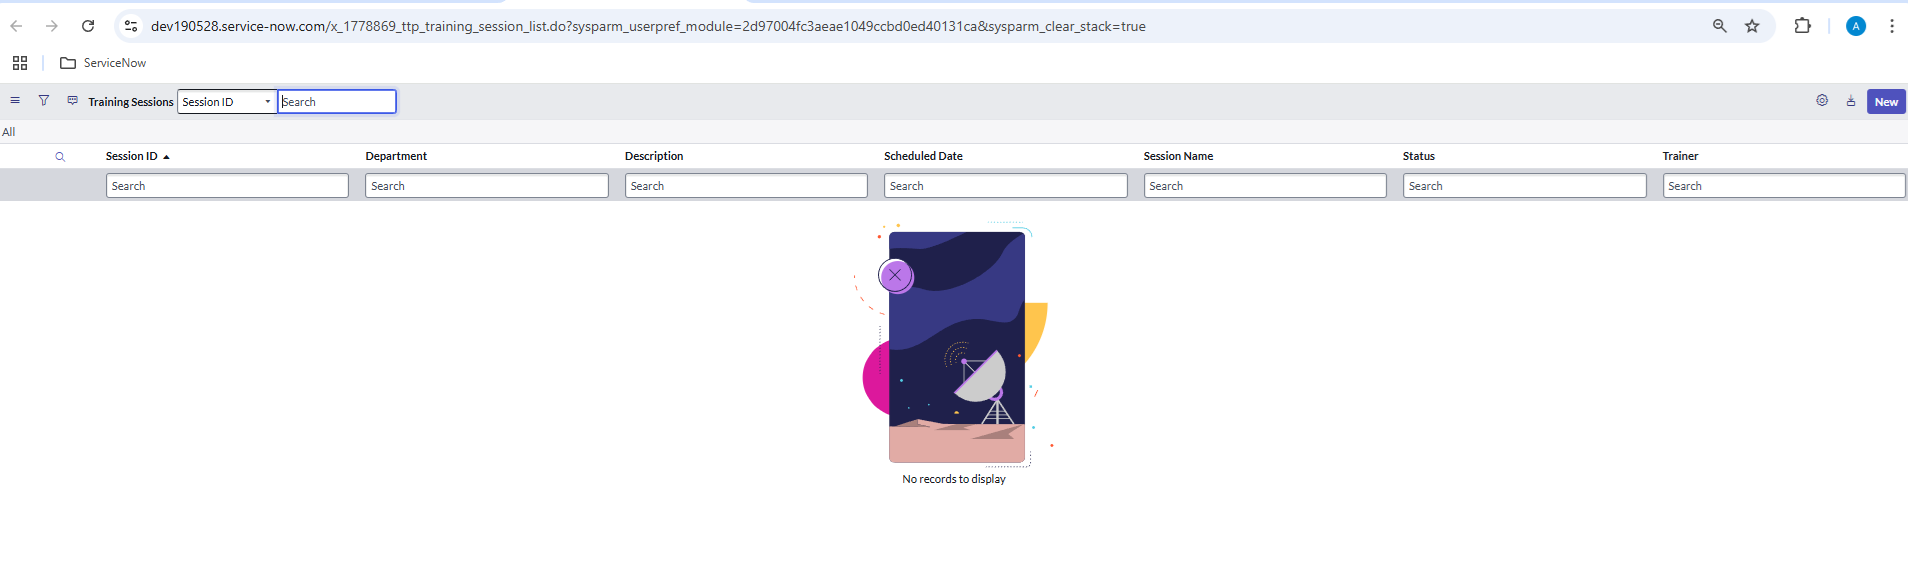 dev190528.service-now.com/x_1778869_ttp_training_session_list.do?sysparm_userpref_module=2d97004fc3aeae1049ccbd0ed40131ca&sysparm_clear_stack=true
A
ServiceNow
Training Sessions Session ID Search New
All
Session ID Department Description Scheduled Date Session Name Status Trainer
Search Search Search Search Search Search Search
No records to display